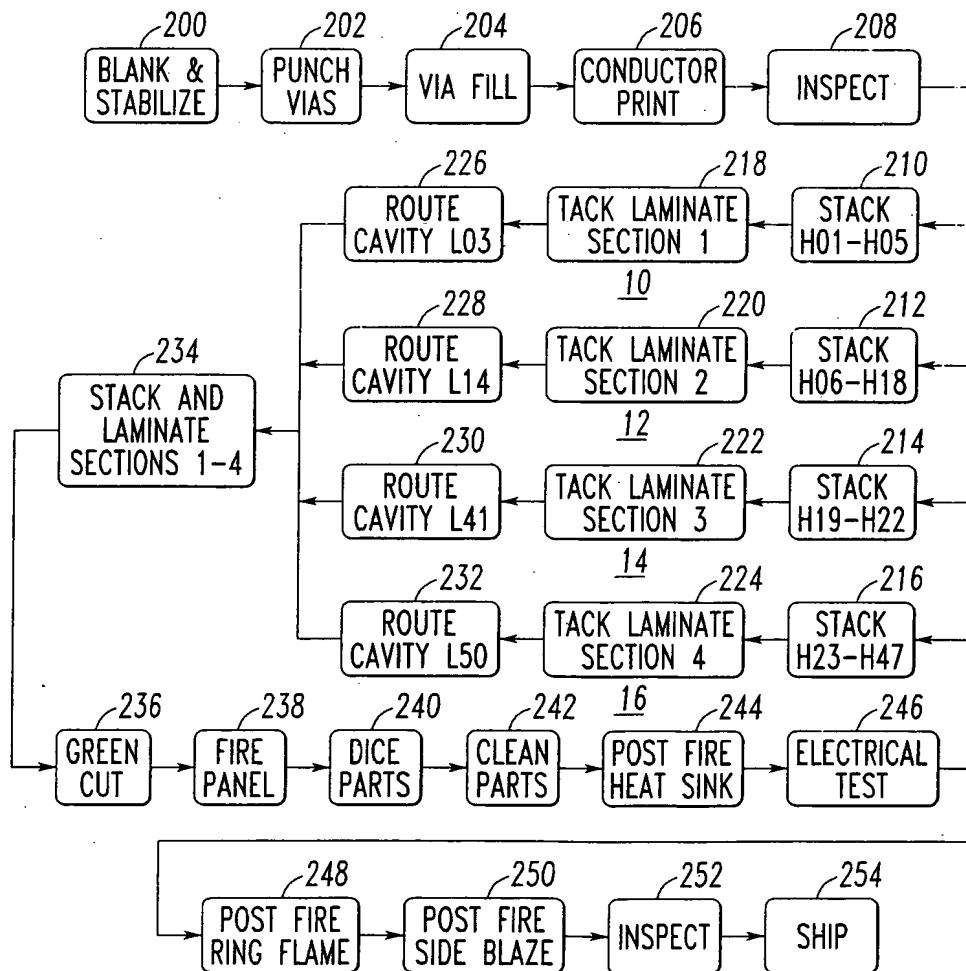 200 202 204 206 208
BLANK & STABILIZE
PUNCH VIAS
VIA FILL
CONDUCTOR PRINT
INSPECT
226 218 210
ROUTE CAVITY L03
TACK LAMINATE SECTION 1
STACK H01-H05
10
228 220 212
ROUTE CAVITY L14
TACK LAMINATE SECTION 2
STACK H06-H18
12
234
STACK AND LAMINATE SECTIONS 1-4
230 222 214
ROUTE CAVITY L41
TACK LAMINATE SECTION 3
STACK H19-H22
14
232 224 216
ROUTE CAVITY L50
TACK LAMINATE SECTION 4
STACK H23-H47
16
236 238 240 242 244 246
GREEN CUT
FIRE PANEL
DICE PARTS
CLEAN PARTS
POST FIRE HEAT SINK
ELECTRICAL TEST
248 250 252 254
POST FIRE RING FLAME
POST FIRE SIDE BLAZE
INSPECT
SHIP